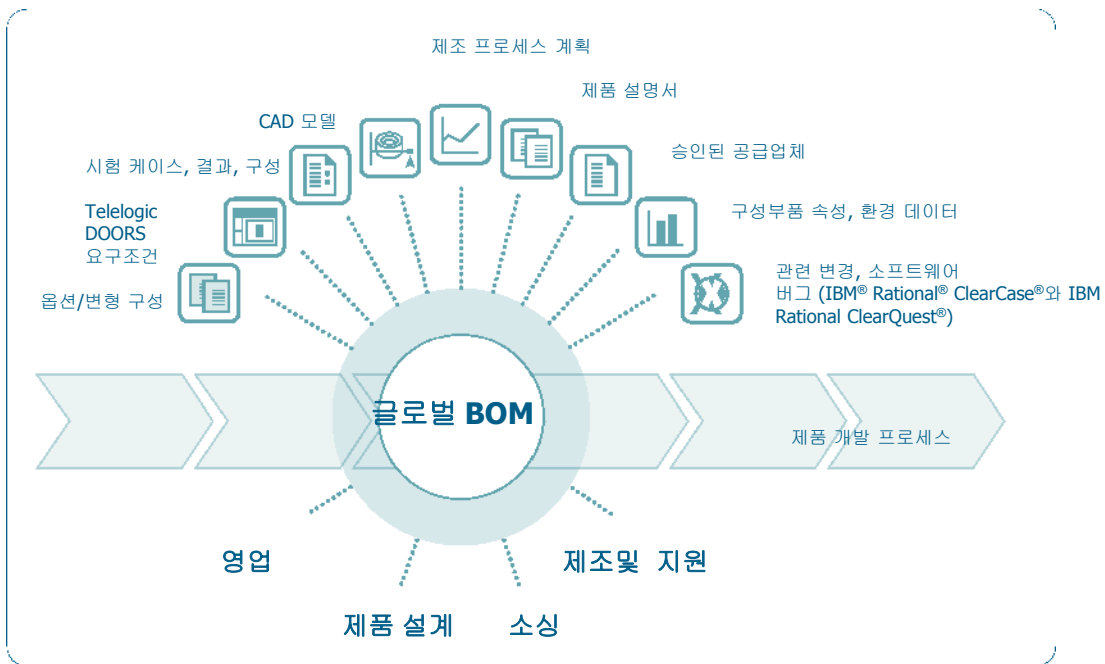 제조 프로세스 계획
제품 설명서
CAD 모델
승인된 공급업체
시험 케이스, 결과, 구성
구성부품 속성, 환경 데이터
Telelogic
DOORS
요구조건
관련 변경, 소프트웨어
버그 (IBM® Rational® ClearCase®와 IBM
Rational ClearQuest®)
옵션/변형 구성
글로벌 BOM
제품 개발 프로세스
영업
제조및 지원
제품 설계
소싱